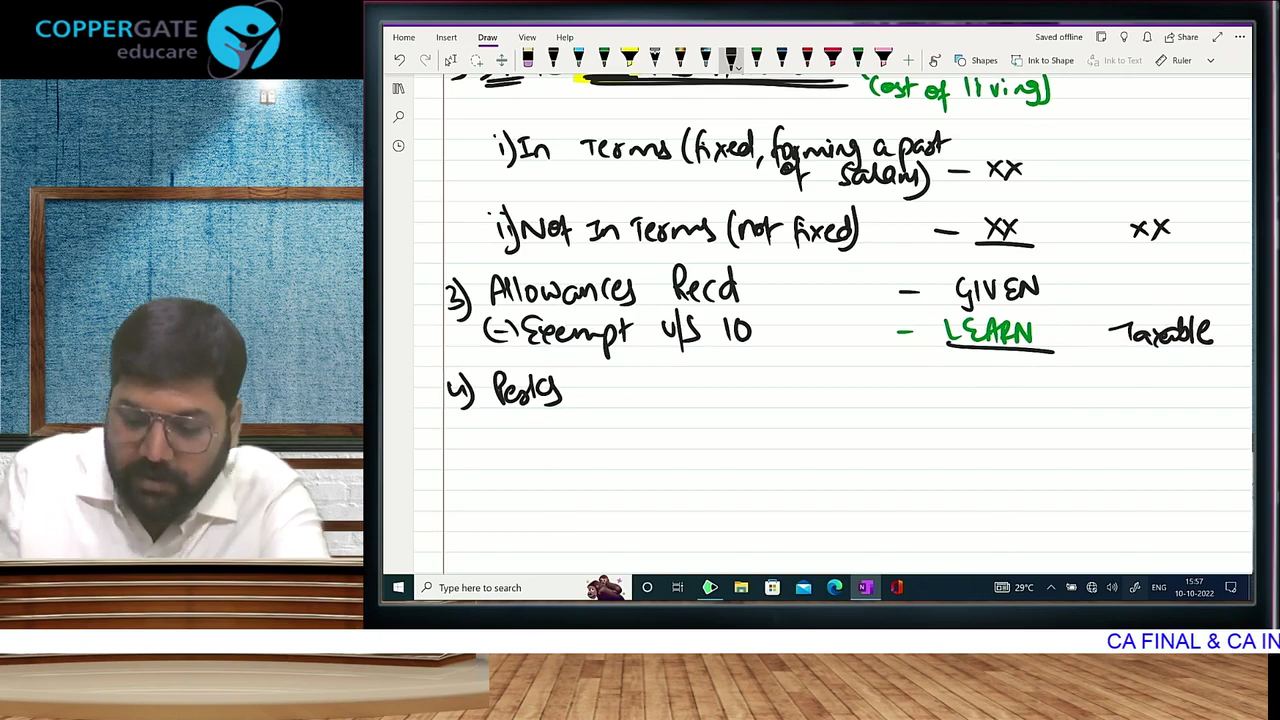 COPPERGATE
educare
Home Insert Draw View Help
Saved offline
Share
Shapes
Ink to Shape
Ink to Text
Ruler
(cost of living)
i) In Terms (fixed, forming a part
of salary) - xx
ii) Not In Terms (not fixed) - xx xx
3) Allowances Recd - GIVEN
(-) Exempt u/s 10 - LEARN Taxable
4) Perks
Type here to search
29°C
ENG
15:57
10-10-2022
CA FINAL & CA IN